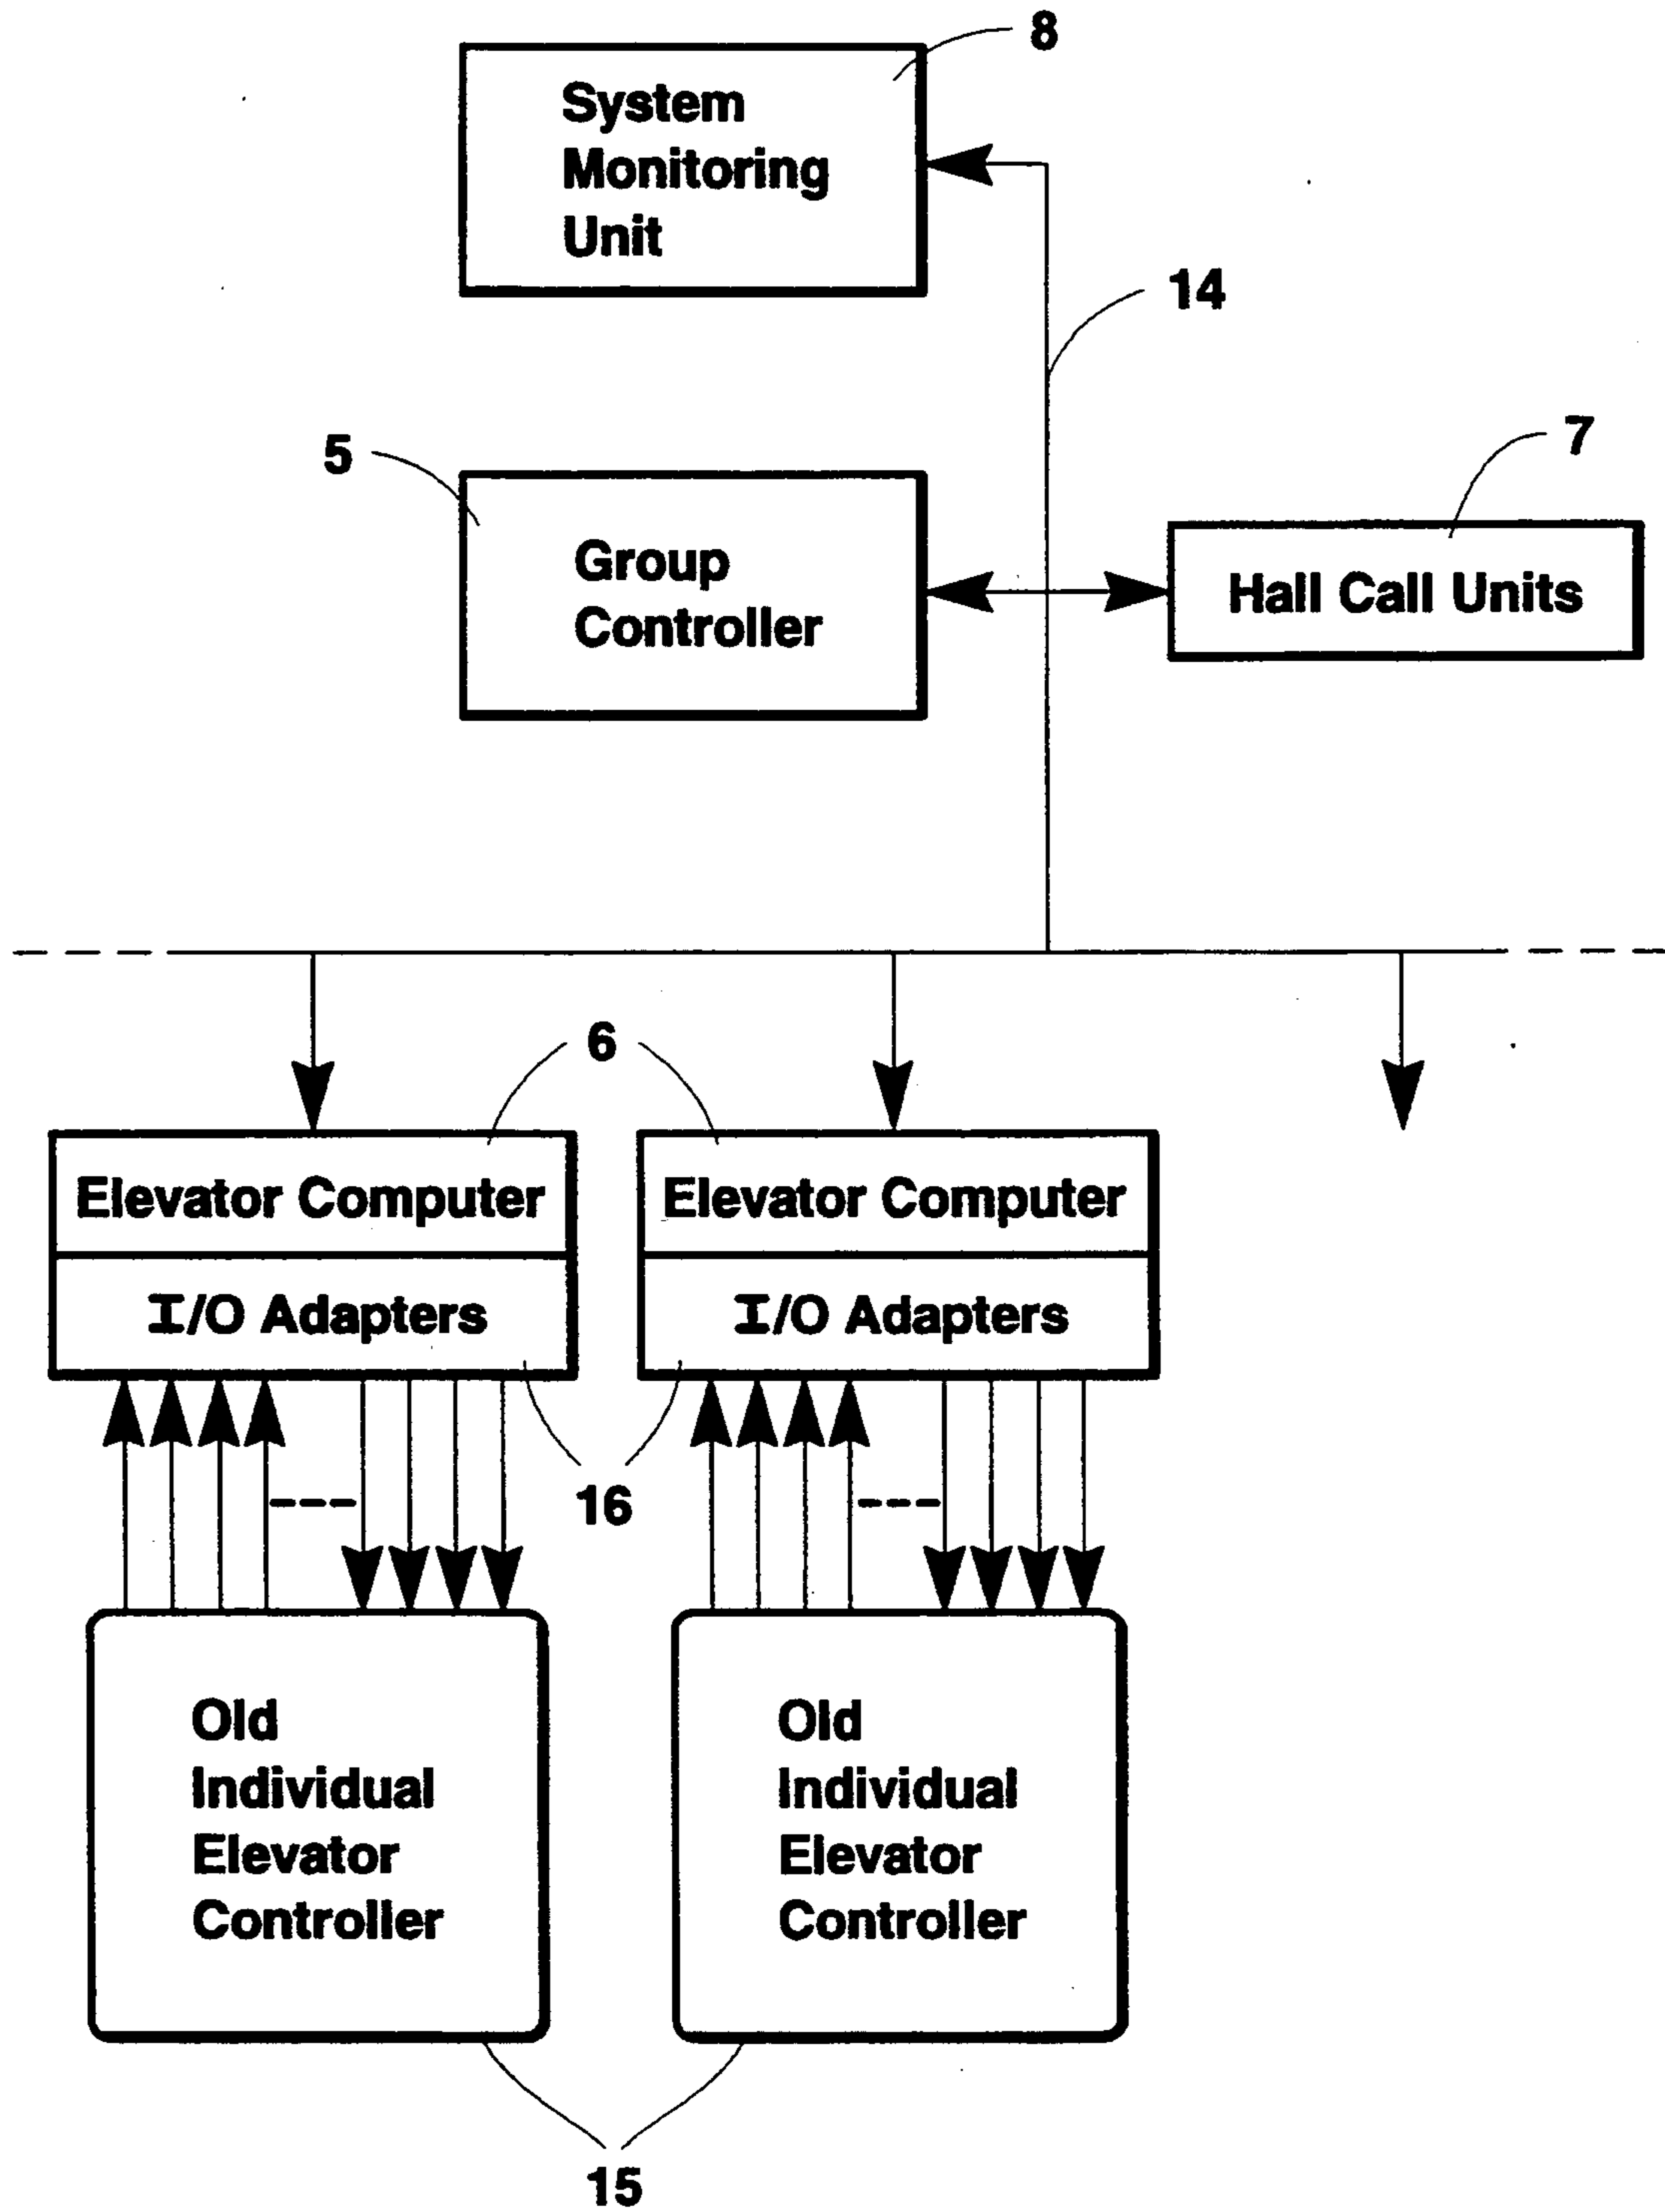 8
System
Monitoring
Unit
14
5
7
Group
Controller
Hall Call Units
6
Elevator Computer
Elevator Computer
I/O Adapters
I/O Adapters
16
Old
Individual
Elevator
Controller
Old
Individual
Elevator
Controller
15